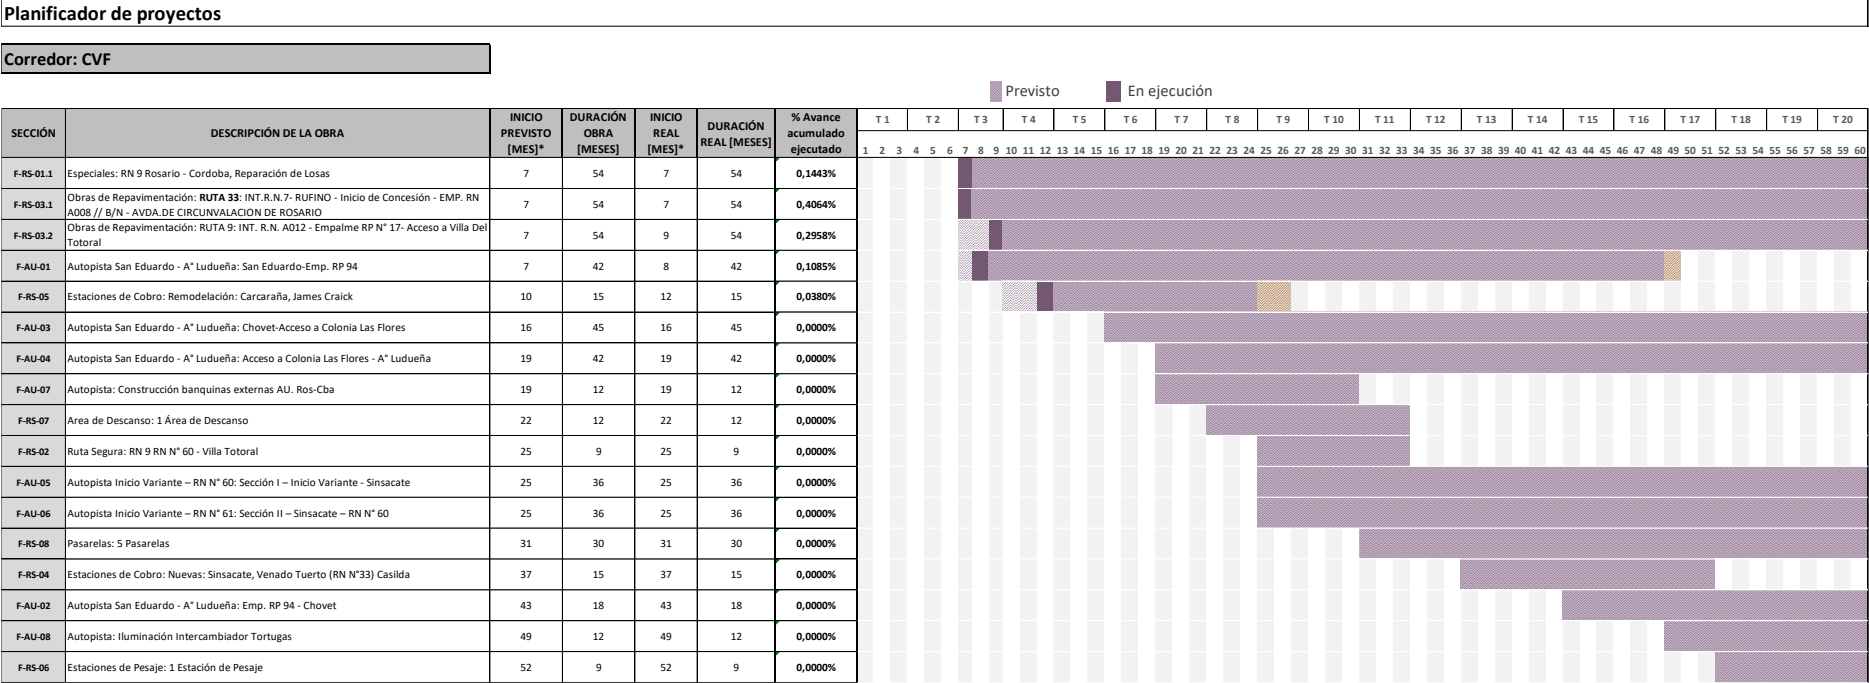 Planificador de proyectos
Corredor: CVF
Previsto En ejecución
SECCIÓN DESCRIPCIÓN DE LA OBRA INICIO PREVISTO [MES]* DURACIÓN OBRA [MESES] INICIO REAL [MES]* DURACIÓN REAL [MESES] % Avance acumulado ejecutado T 1 T 2 T 3 T 4 T 5 T 6 T 7 T 8 T 9 T 10 T 11 T 12 T 13 T 14 T 15 T 16 T 17 T 18 T 19 T 20
1 2 3 4 5 6 7 8 9 10 11 12 13 14 15 16 17 18 19 20 21 22 23 24 25 26 27 28 29 30 31 32 33 34 35 36 37 38 39 40 41 42 43 44 45 46 47 48 49 50 51 52 53 54 55 56 57 58 59 60
F-RS-01.1 Especiales: RN 9 Rosario - Cordoba, Reparación de Losas 7 54 7 54 0,1443%
F-RS-03.1 Obras de Repavimentación: RUTA 33: INT.R.N.7- RUFINO - Inicio de Concesión - EMP. RN
A008 // B/N - AVDA.DE CIRCUNVALACION DE ROSARIO 7 54 7 54 0,4064%
F-RS-03.2 Obras de Repavimentación: RUTA 9: INT. R.N. A012 - Empalme RP N° 17- Acceso a Villa Del
Totoral 7 54 9 54 0,2958%
F-AU-01 Autopista San Eduardo - A° Ludueña: San Eduardo-Emp. RP 94 7 42 8 42 0,1085%
F-RS-05 Estaciones de Cobro: Remodelación: Carcaraña, James Craick 10 15 12 15 0,0380%
F-AU-03 Autopista San Eduardo - A° Ludueña: Chovet-Acceso a Colonia Las Flores 16 45 16 45 0,0000%
F-AU-04 Autopista San Eduardo - A° Ludueña: Acceso a Colonia Las Flores - A° Ludueña 19 42 19 42 0,0000%
F-AU-07 Autopista: Construcción banquinas externas AU. Ros-Cba 19 12 19 12 0,0000%
F-RS-07 Area de Descanso: 1 Área de Descanso 22 12 22 12 0,0000%
F-RS-02 Ruta Segura: RN 9 RN N° 60 - Villa Totoral 25 9 25 9 0,0000%
F-AU-05 Autopista Inicio Variante – RN N° 60: Sección I – Inicio Variante - Sinsacate 25 36 25 36 0,0000%
F-AU-06 Autopista Inicio Variante – RN N° 61: Sección II – Sinsacate – RN N° 60 25 36 25 36 0,0000%
F-RS-08 Pasarelas: 5 Pasarelas 31 30 31 30 0,0000%
F-RS-04 Estaciones de Cobro: Nuevas: Sinsacate, Venado Tuerto (RN N°33) Casilda 37 15 37 15 0,0000%
F-AU-02 Autopista San Eduardo - A° Ludueña: Emp. RP 94 - Chovet 43 18 43 18 0,0000%
F-AU-08 Autopista: Iluminación Intercambiador Tortugas 49 12 49 12 0,0000%
F-RS-06 Estaciones de Pesaje: 1 Estación de Pesaje 52 9 52 9 0,0000%